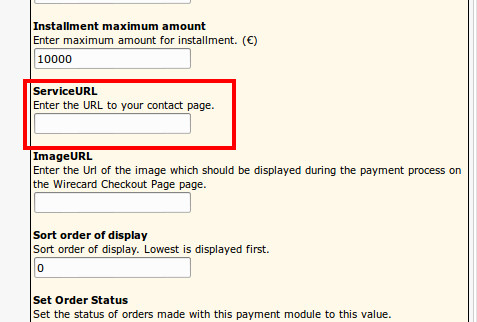 Installment maximum amount
Enter maximum amount for installment. (€)
10000
ServiceURL
Enter the URL to your contact page.
ImageURL
Enter the Url of the image which should be displayed during the payment process on
the Wirecard Checkout Page page.
Sort order of display
Sort order of display. Lowest is displayed first.
0
Set Order Status
Set the status of orders made with this payment module to this value.